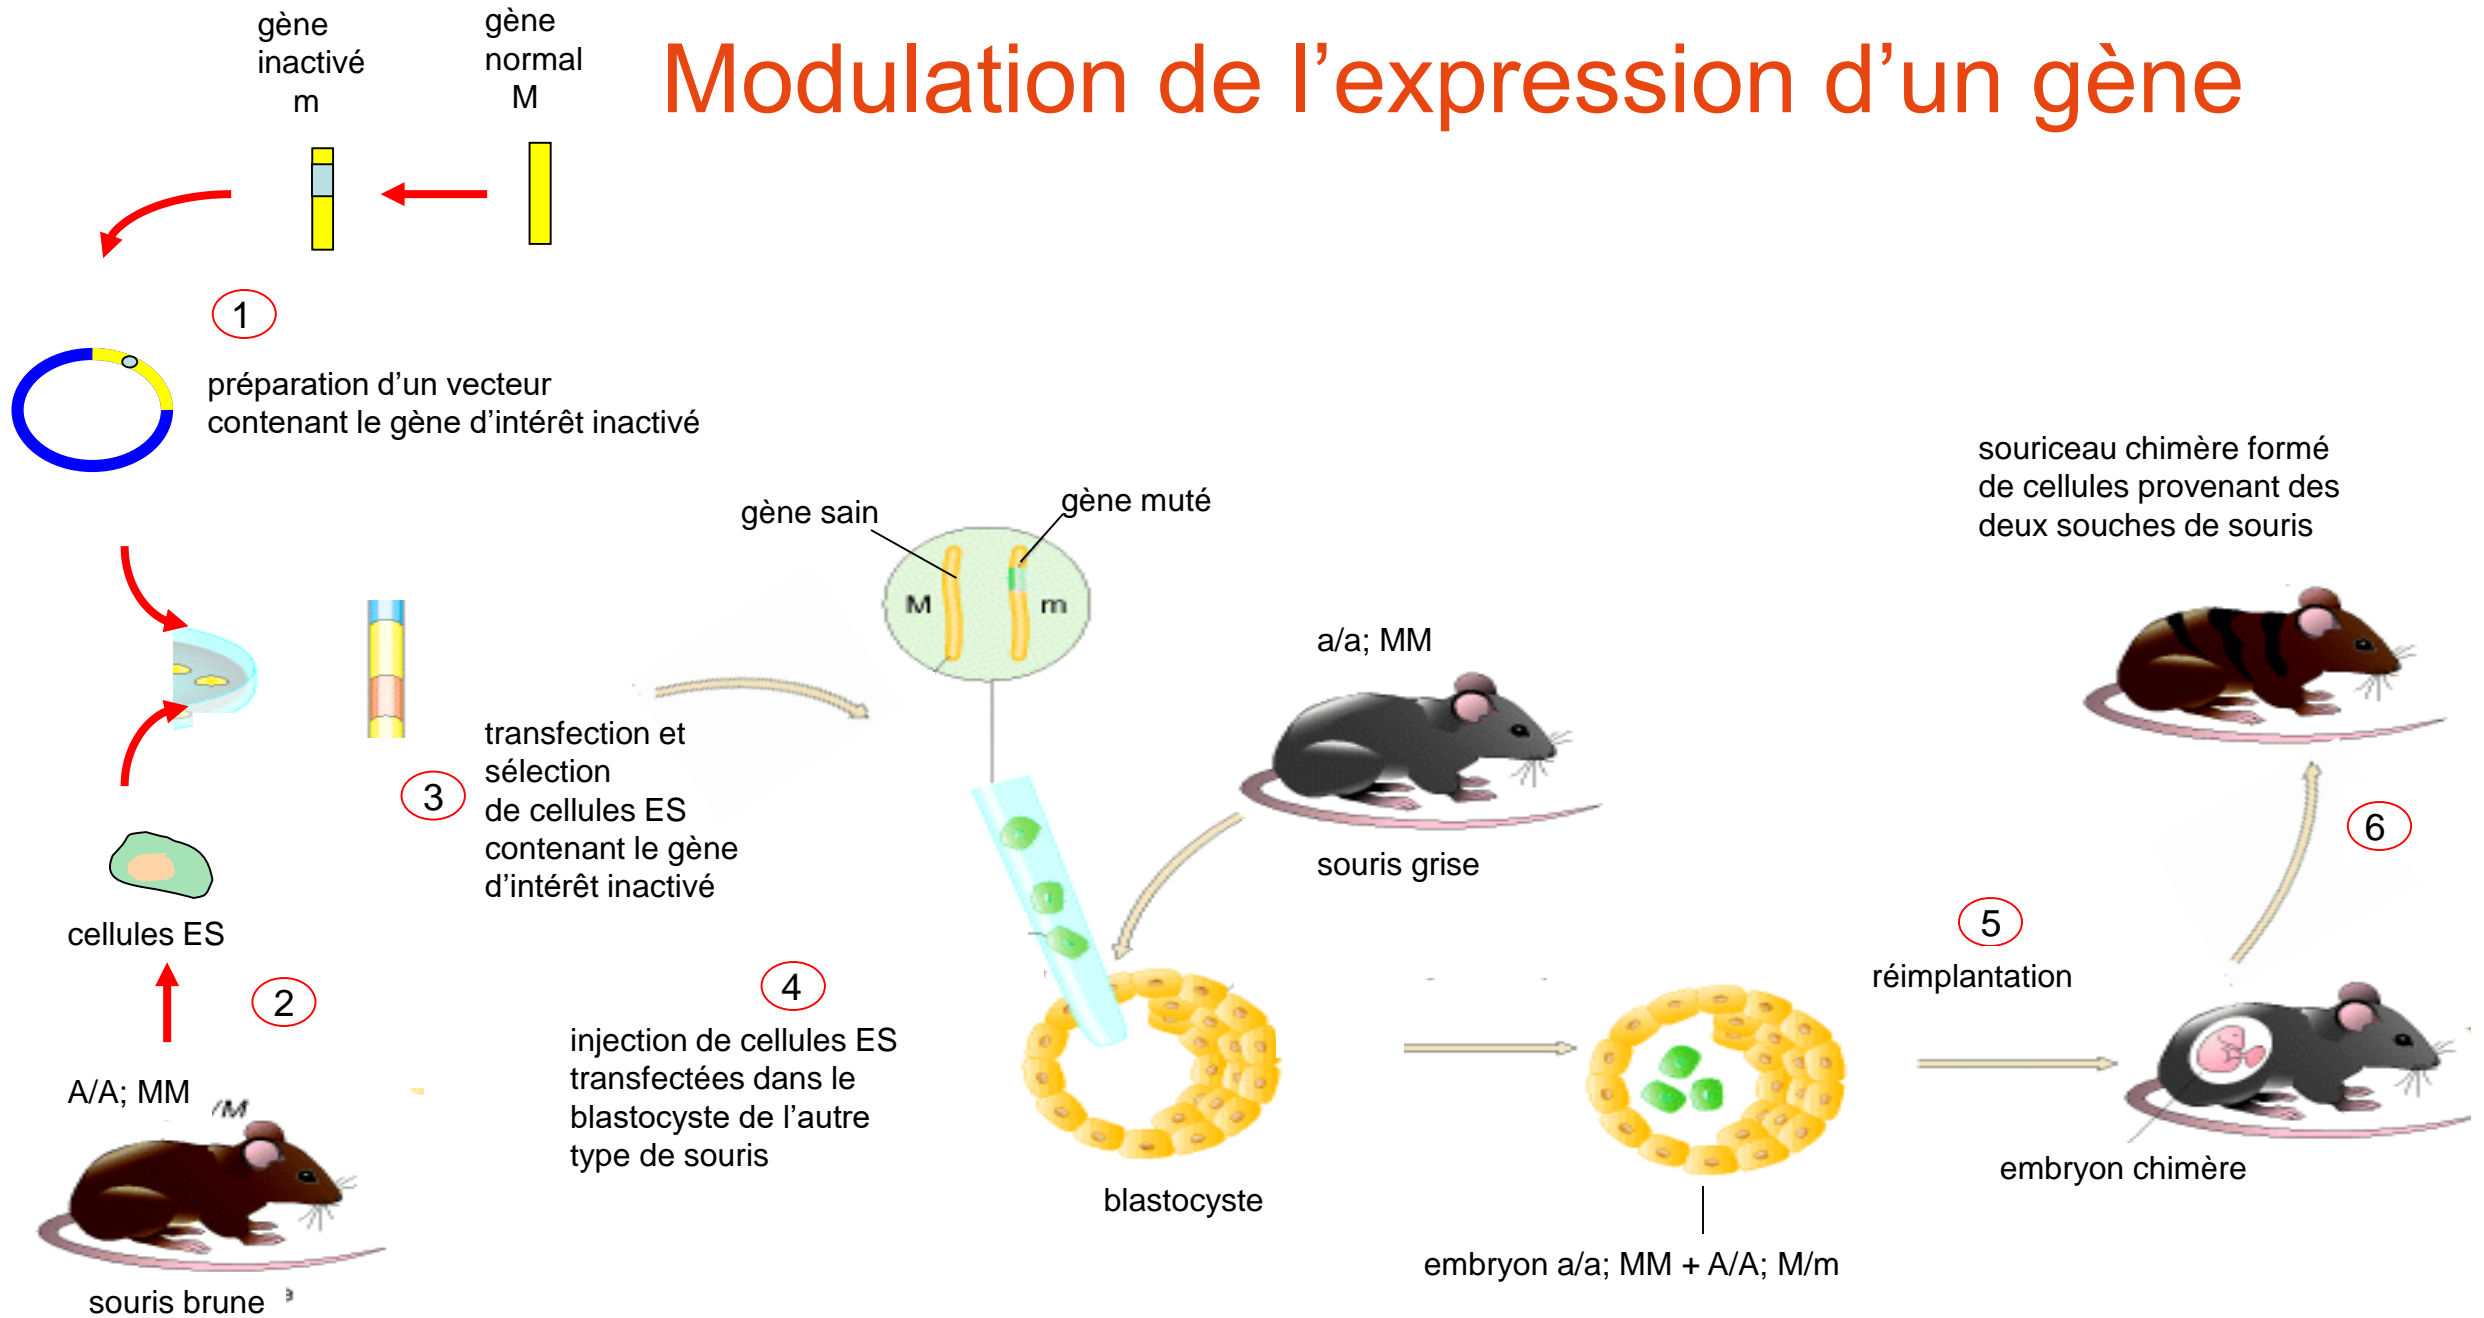 Modulation de l’expression d’un gène
gène
inactivé
m
gène
normal
M
1
préparation d’un vecteur
contenant le gène d’intérêt inactivé
cellules ES
2
A/A; MM
/M
souris brune
3
transfection et
sélection
de cellules ES
contenant le gène
d’intérêt inactivé
gène sain
gène muté
M
m
4
injection de cellules ES
transfectées dans le
blastocyste de l’autre
type de souris
a/a; MM
souris grise
blastocyste
embryon a/a; MM + A/A; M/m
5
réimplantation
embryon chimère
6
souriceau chimère formé
de cellules provenant des
deux souches de souris